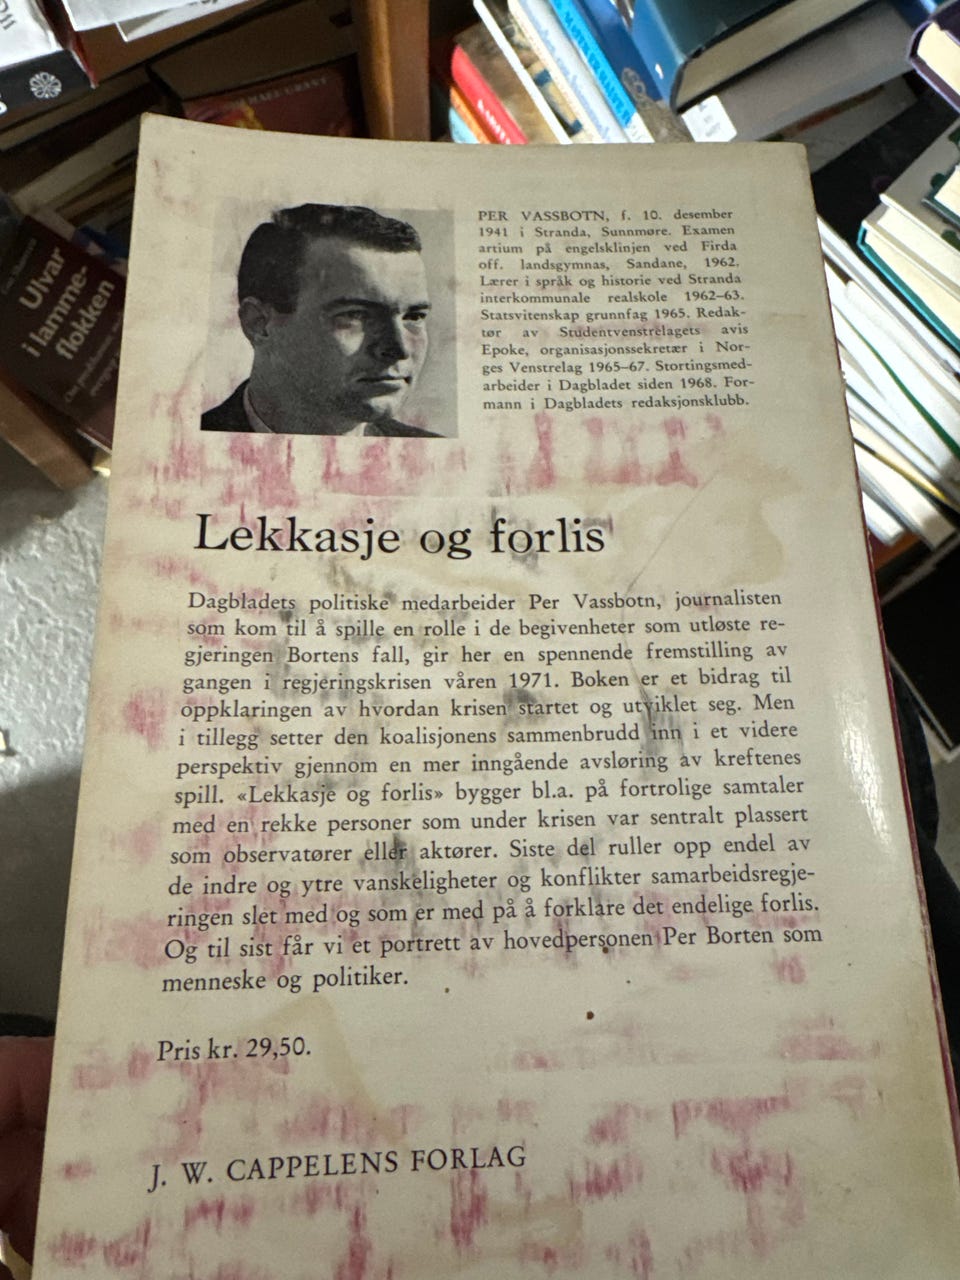 Ulvar
i lamme-
flokken
PER VASSBOTN, f. 10. desember
1941 i Stranda, Sunnmøre. Examen
artium på engelsklinjen ved Firda
off. landsgymnas, Sandane, 1962.
Lærer i språk og historie ved Stranda
interkommunale realskole 1962–63.
Statsvitenskap grunnfag 1965. Redak-
tør av Studentvenstrelagets avis
Epoke, organisasjonssekretær i Nor-
ges Venstrelag 1965–67. Stortingsmed-
arbeider i Dagbladet siden 1968. For-
mann i Dagbladets redaksjonsklubb.
Lekkasje og forlis
Dagbladets politiske medarbeider Per Vassbotn, journalisten
som kom til å spille en rolle i de begivenheter som utløste re-
gjeringen Bortens fall, gir her en spennende fremstilling av
gangen i regjeringskrisen våren 1971. Boken er et bidrag til
oppklaringen av hvordan krisen startet og utviklet seg. Men
i tillegg setter den koalisjonens sammenbrudd inn i et videre
perspektiv gjennom en mer inngående avsløring av kreftenes
spill. «Lekkasje og forlis» bygger bl.a. på fortrolige samtaler
med en rekke personer som under krisen var sentralt plassert
som observatører eller aktører. Siste del ruller opp endel av
de indre og ytre vanskeligheter og konflikter samarbeidsregje-
ringen slet med og som er med på å forklare det endelige forlis.
Og til sist får vi et portrett av hovedpersonen Per Borten som
menneske og politiker.
Pris kr. 29,50.
J. W. CAPPELENS FORLAG